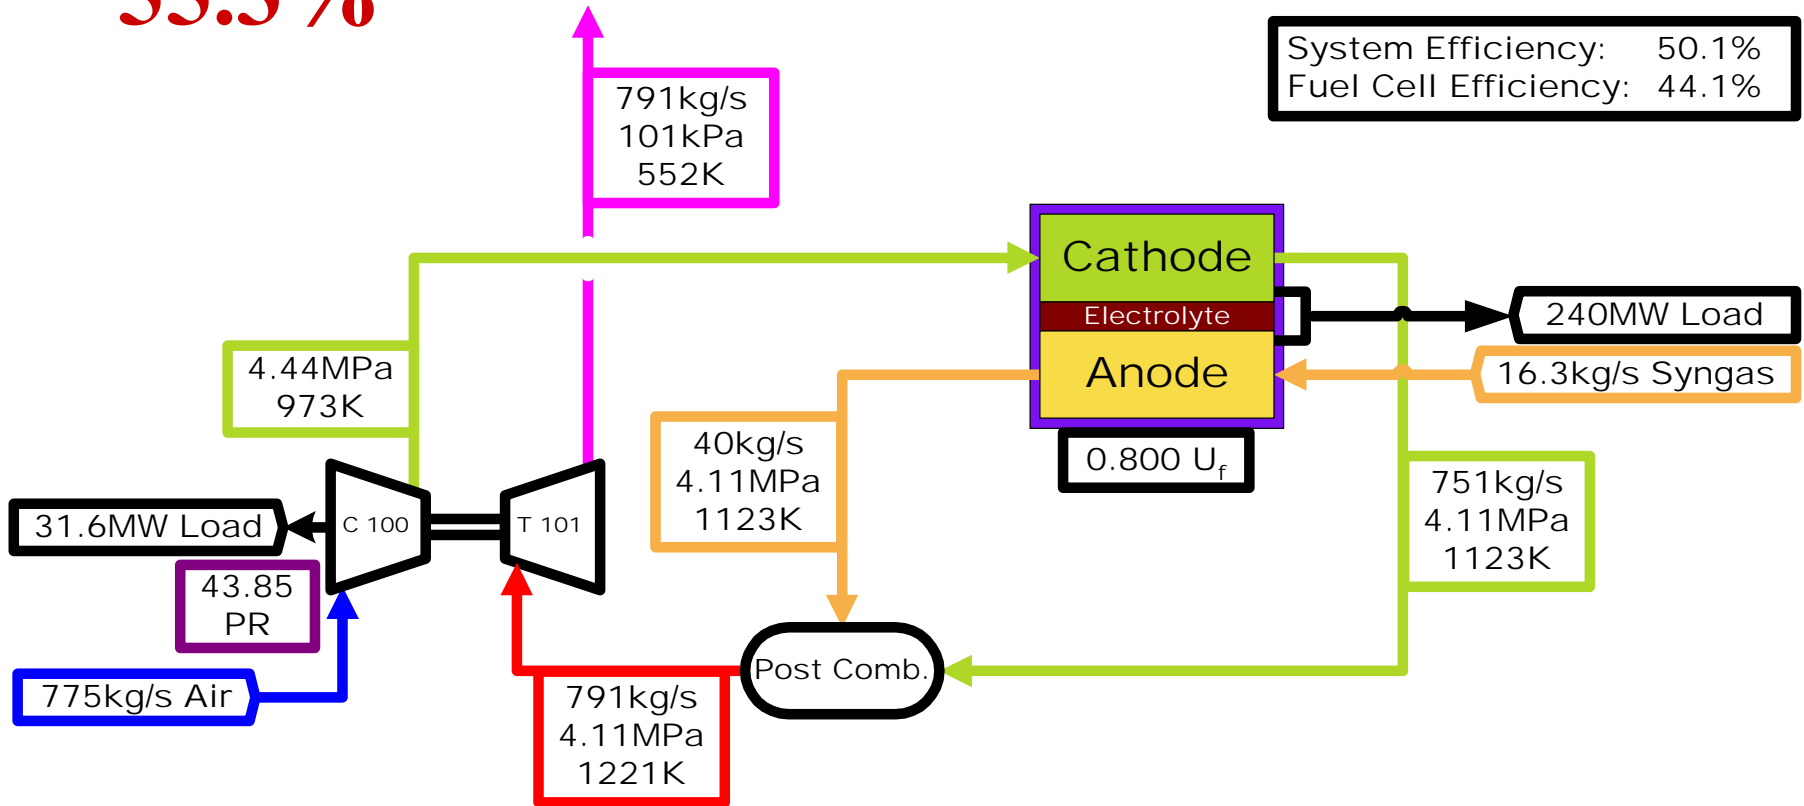 791kg/s
101kPa
552K
System Efficiency: 50.1%
Fuel Cell Efficiency: 44.1%
Cathode
Electrolyte
Anode
0.800 Uf
240MW Load
16.3kg/s Syngas
4.44MPa
973K
40kg/s
4.11MPa
1123K
751kg/s
4.11MPa
1123K
31.6MW Load
C 100
T 101
43.85
PR
775kg/s Air
Post Comb.
791kg/s
4.11MPa
1221K